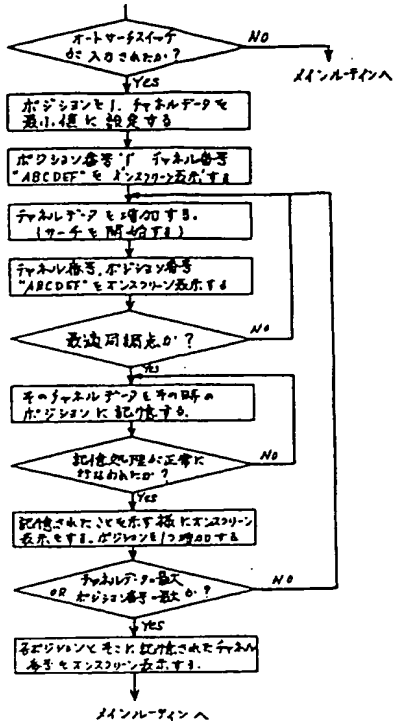 オートサーチスイッチ
が入力されたか?
NO
メインルーティンへ
Yes
ポジションを1, チャネルデータを
最小値に設定する
ポジション番号"1" チャネル番号
"ABCDEF"をオンスクリーン表示する
チャネルデータを増加する.
(サーチを開始する)
チャネル番号, ポジション番号
"ABCDEF"をオンスクリーン表示する
最適同調点か?
NO
Yes
そのチャネルデータをその時の
ポジションに記憶する.
記憶処理が正常に
行なわれたか?
NO
Yes
記憶されたことを示す様にオンスクリーン
表示をする. ポジションを1つ増加する
チャネルデータ=最大
OR ポジション番号=最大か?
NO
YES
各ポジションとそこに記憶されたチャネル
番号をオンスクリーン表示する.
メインルーティンへ